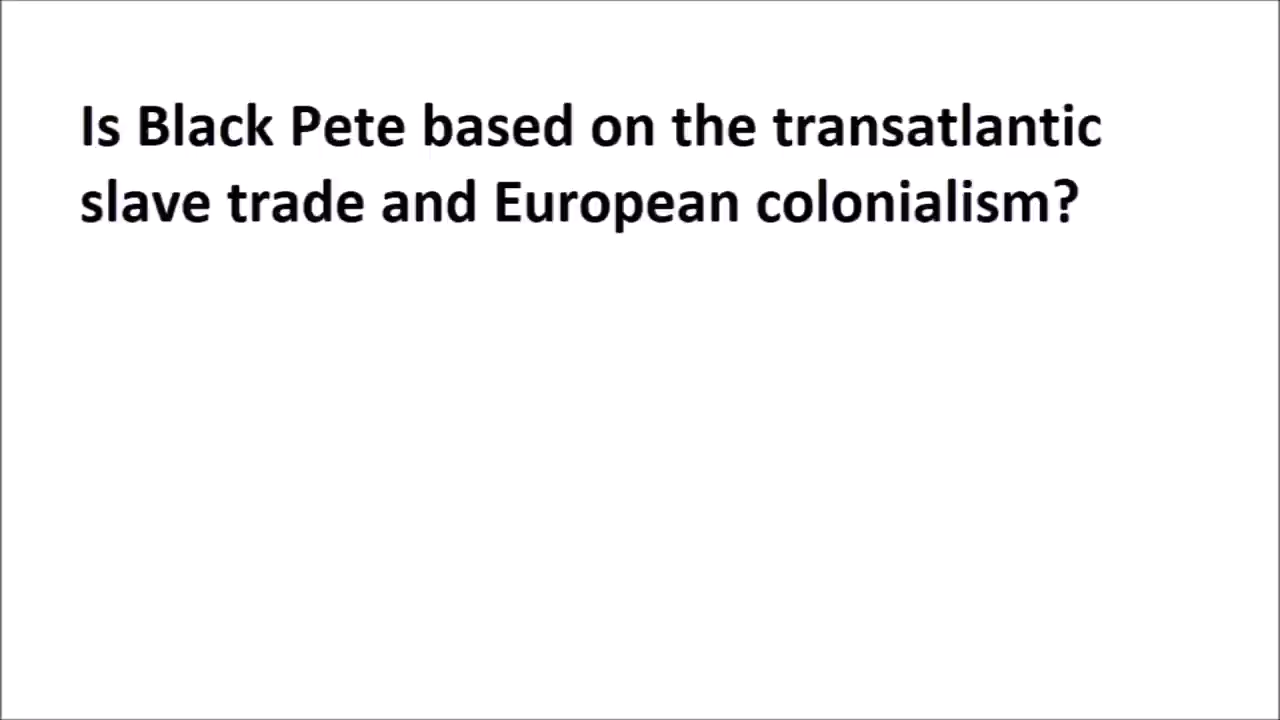 Is Black Pete based on the transatlantic
slave trade and European colonialism?